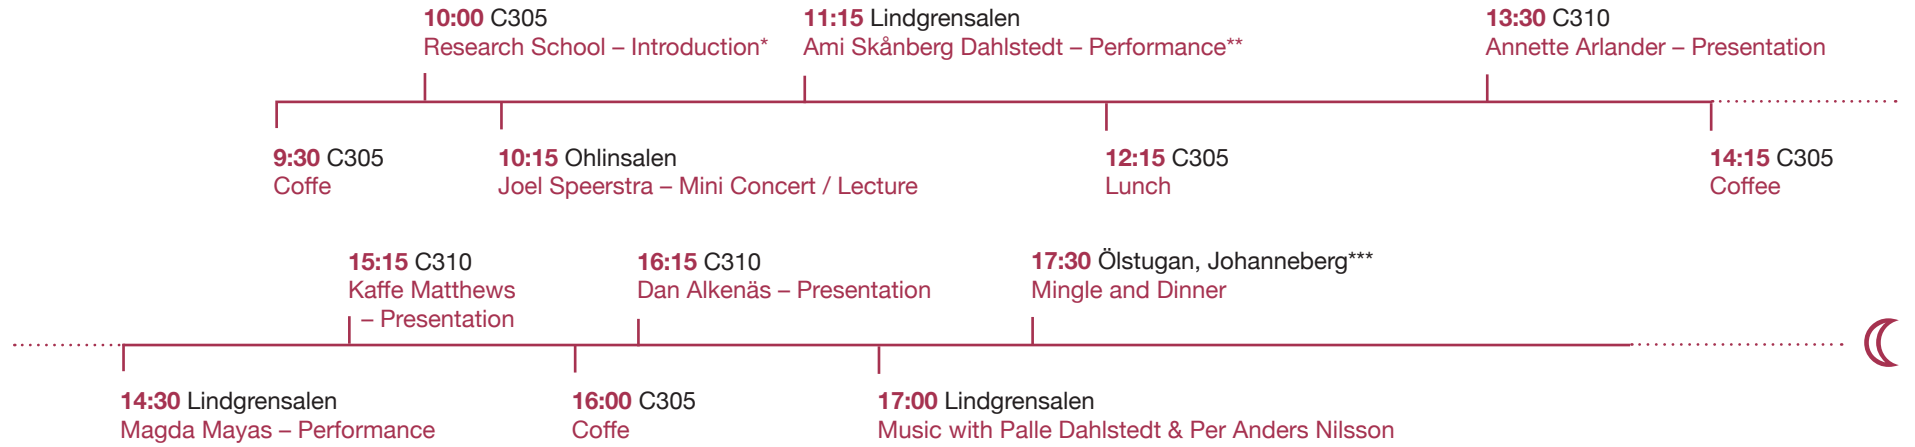 10:00 C305
Research School – Introduction*
11:15 Lindgrensalen
Ami Skånberg Dahlstedt – Performance**
13:30 C310
Annette Arlander – Presentation
9:30 C305
Coffe
10:15 Ohlinsalen
Joel Speerstra – Mini Concert / Lecture
12:15 C305
Lunch
14:15 C305
Coffee
15:15 C310
Kaffe Matthews
– Presentation
16:15 C310
Dan Alkenäs – Presentation
17:30 Ölstugan, Johanneberg***
Mingle and Dinner
14:30 Lindgrensalen
Magda Mayas – Performance
16:00 C305
Coffe
17:00 Lindgrensalen
Music with Palle Dahlstedt & Per Anders Nilsson